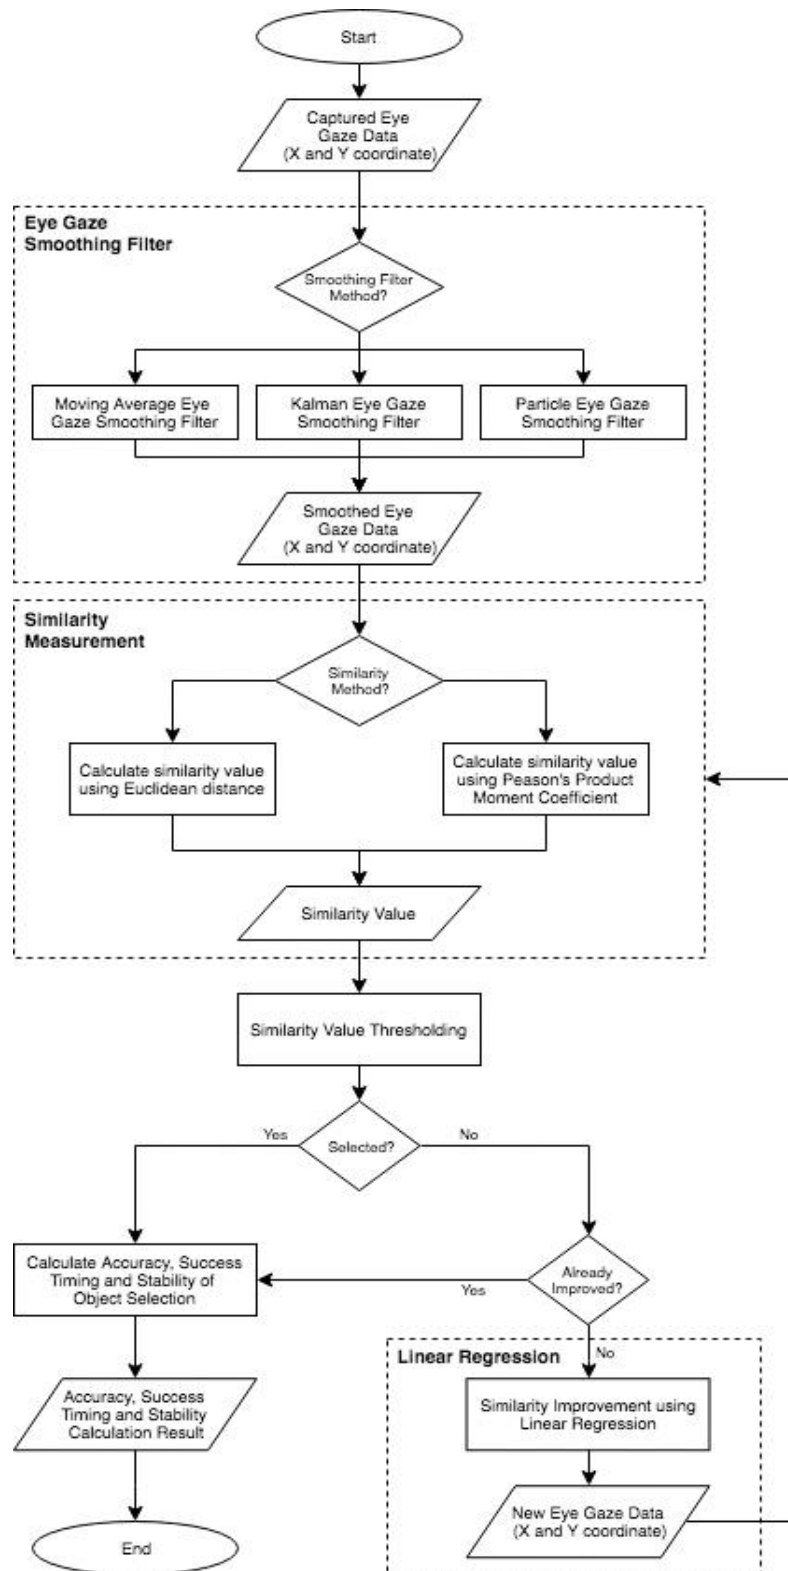 Start
Captured Eye
Gaze Data
(X and Y coordinate)
Eye Gaze
Smoothing Filter
Smoothing Filter
Method?
Moving Average Eye
Gaze Smoothing Filter
Kalman Eye Gaze
Smoothing Filter
Particle Eye Gaze
Smoothing Filter
Smoothed Eye
Gaze Data
(X and Y coordinate)
Similarity
Measurement
Similarity
Method?
Calculate similarity value
using Euclidean distance
Calculate similarity value
using Peason's Product
Moment Coefficient
Similarity Value
Similarity Value Thresholding
Yes
Selected?
No
Calculate Accuracy, Success
Timing and Stability of
Object Selection
Yes
Already
Improved?
No
Linear Regression
Accuracy, Success
Timing and Stability
Calculation Result
Similarity Improvement using
Linear Regression
New Eye Gaze Data
(X and Y coordinate)
End